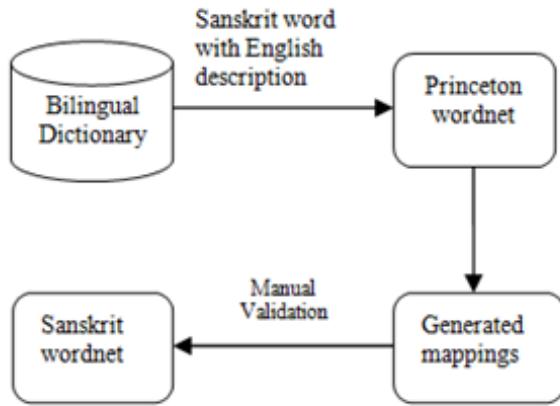 Sanskrit word
with English
description
Bilingual
Dictionary
Princeton
wordnet
Manual
Validation
Sanskrit
wordnet
Generated
mappings